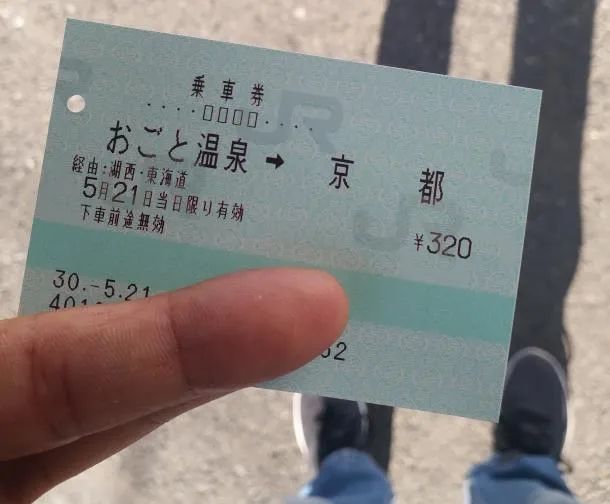 乗車券
....□□□□....
おごと温泉 → 京都
経由:湖西・東海道
5月21日当日限り有効
下車前途無効
¥320
30.-5.21